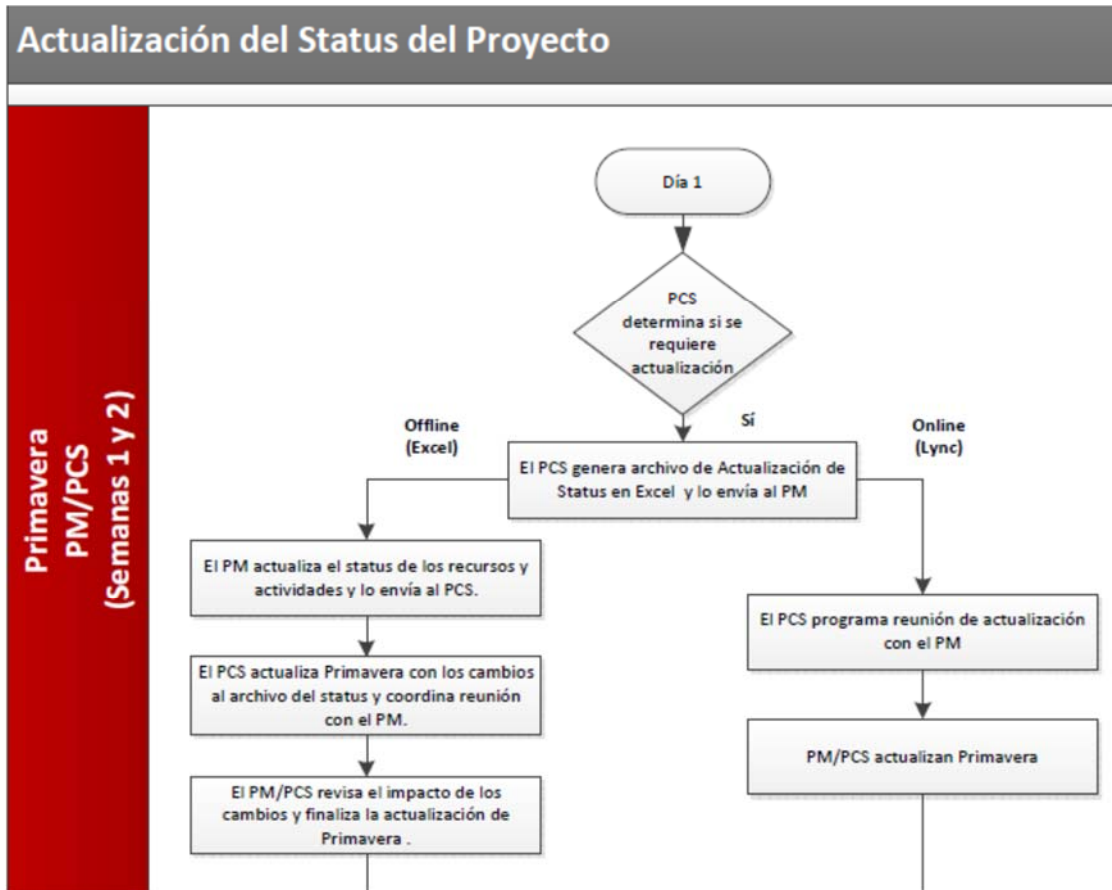 Actualización del Status del Proyecto
Primavera
PM/PCS
(Semanas 1 y 2)
Día 1
PCS
determina si se
requiere
actualización
Offline
(Excel)
Sí
Online
(Lync)
El PCS genera archivo de Actualización de
Status en Excel y lo envía al PM
El PM actualiza el status de los recursos y
actividades y lo envía al PCS.
El PCS actualiza Primavera con los cambios
al archivo del status y coordina reunión
con el PM.
El PM/PCS revisa el impacto de los
cambios y finaliza la actualización de
Primavera .
El PCS programa reunión de actualización
con el PM
PM/PCS actualizan Primavera